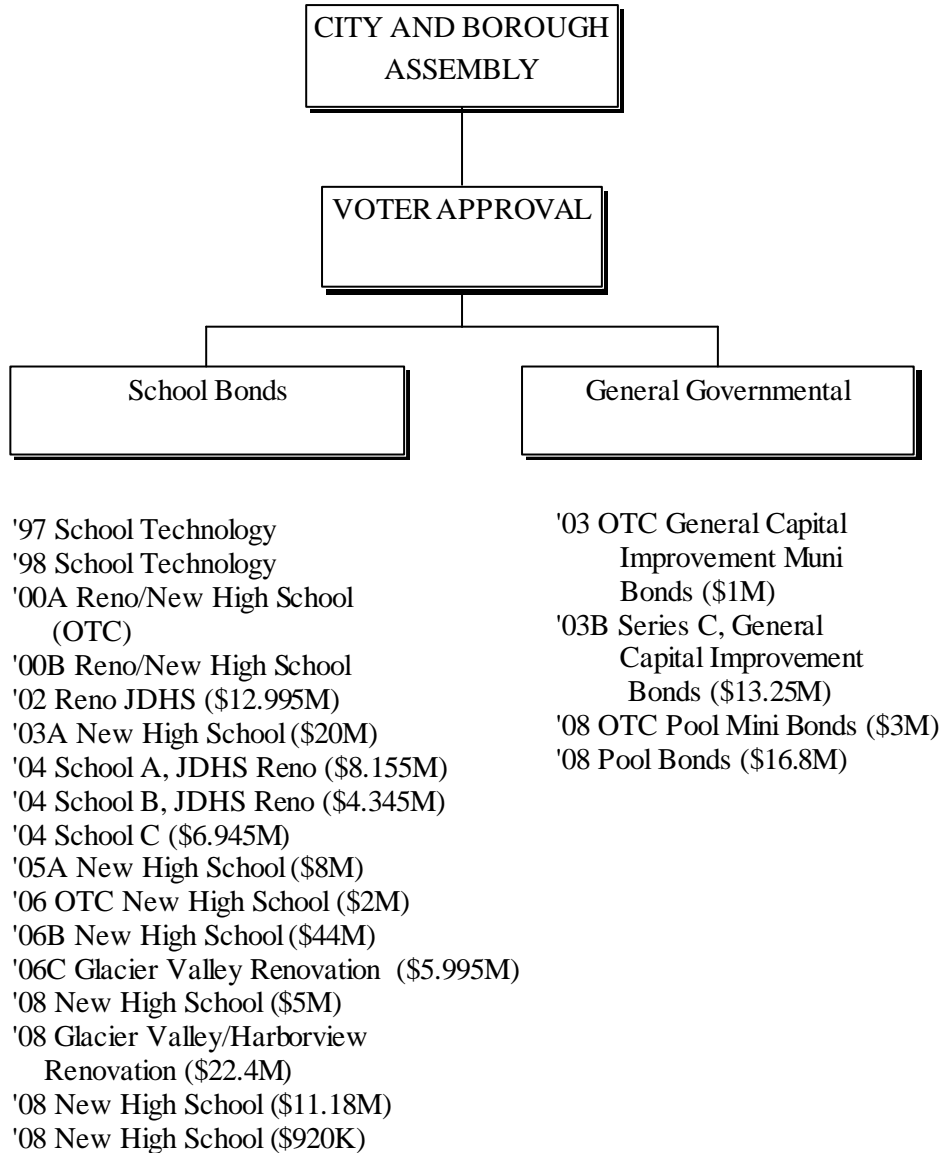 CITY AND BOROUGH
ASSEMBLY
VOTER APPROVAL
School Bonds
General Governmental
'97 School Technology
'98 School Technology
'00A Reno/New High School
(OTC)
'00B Reno/New High School
'02 Reno JDHS ($12.995M)
'03A New High School ($20M)
'04 School A, JDHS Reno ($8.155M)
'04 School B, JDHS Reno ($4.345M)
'04 School C ($6.945M)
'05A New High School ($8M)
'06 OTC New High School ($2M)
'06B New High School ($44M)
'06C Glacier Valley Renovation ($5.995M)
'08 New High School ($5M)
'08 Glacier Valley/Harborview
Renovation ($22.4M)
'08 New High School ($11.18M)
'08 New High School ($920K)
'03 OTC General Capital
Improvement Muni
Bonds ($1M)
'03B Series C, General
Capital Improvement
Bonds ($13.25M)
'08 OTC Pool Mini Bonds ($3M)
'08 Pool Bonds ($16.8M)